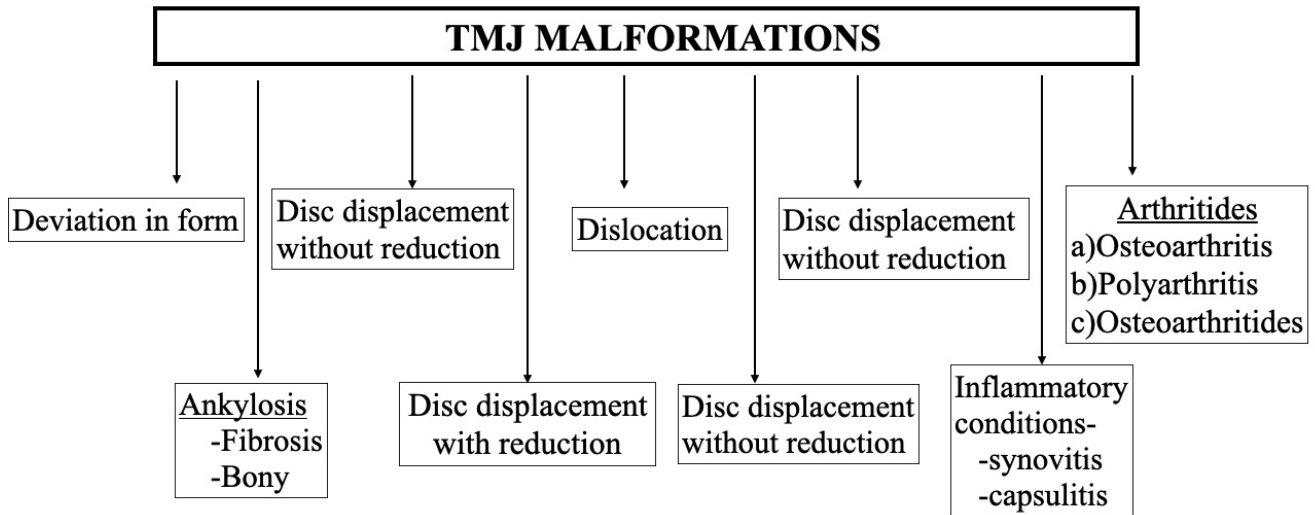 TMJ MALFORMATIONS
Deviation in form
Disc displacement
without reduction
Dislocation
Disc displacement
without reduction
Arthritides
a)Osteoarthritis
b)Polyarthritis
c)Osteoarthritides
Ankylosis
-Fibrosis
-Bony
Disc displacement
with reduction
Disc displacement
without reduction
Inflammatory
conditions-
-synovitis
-capsulitis